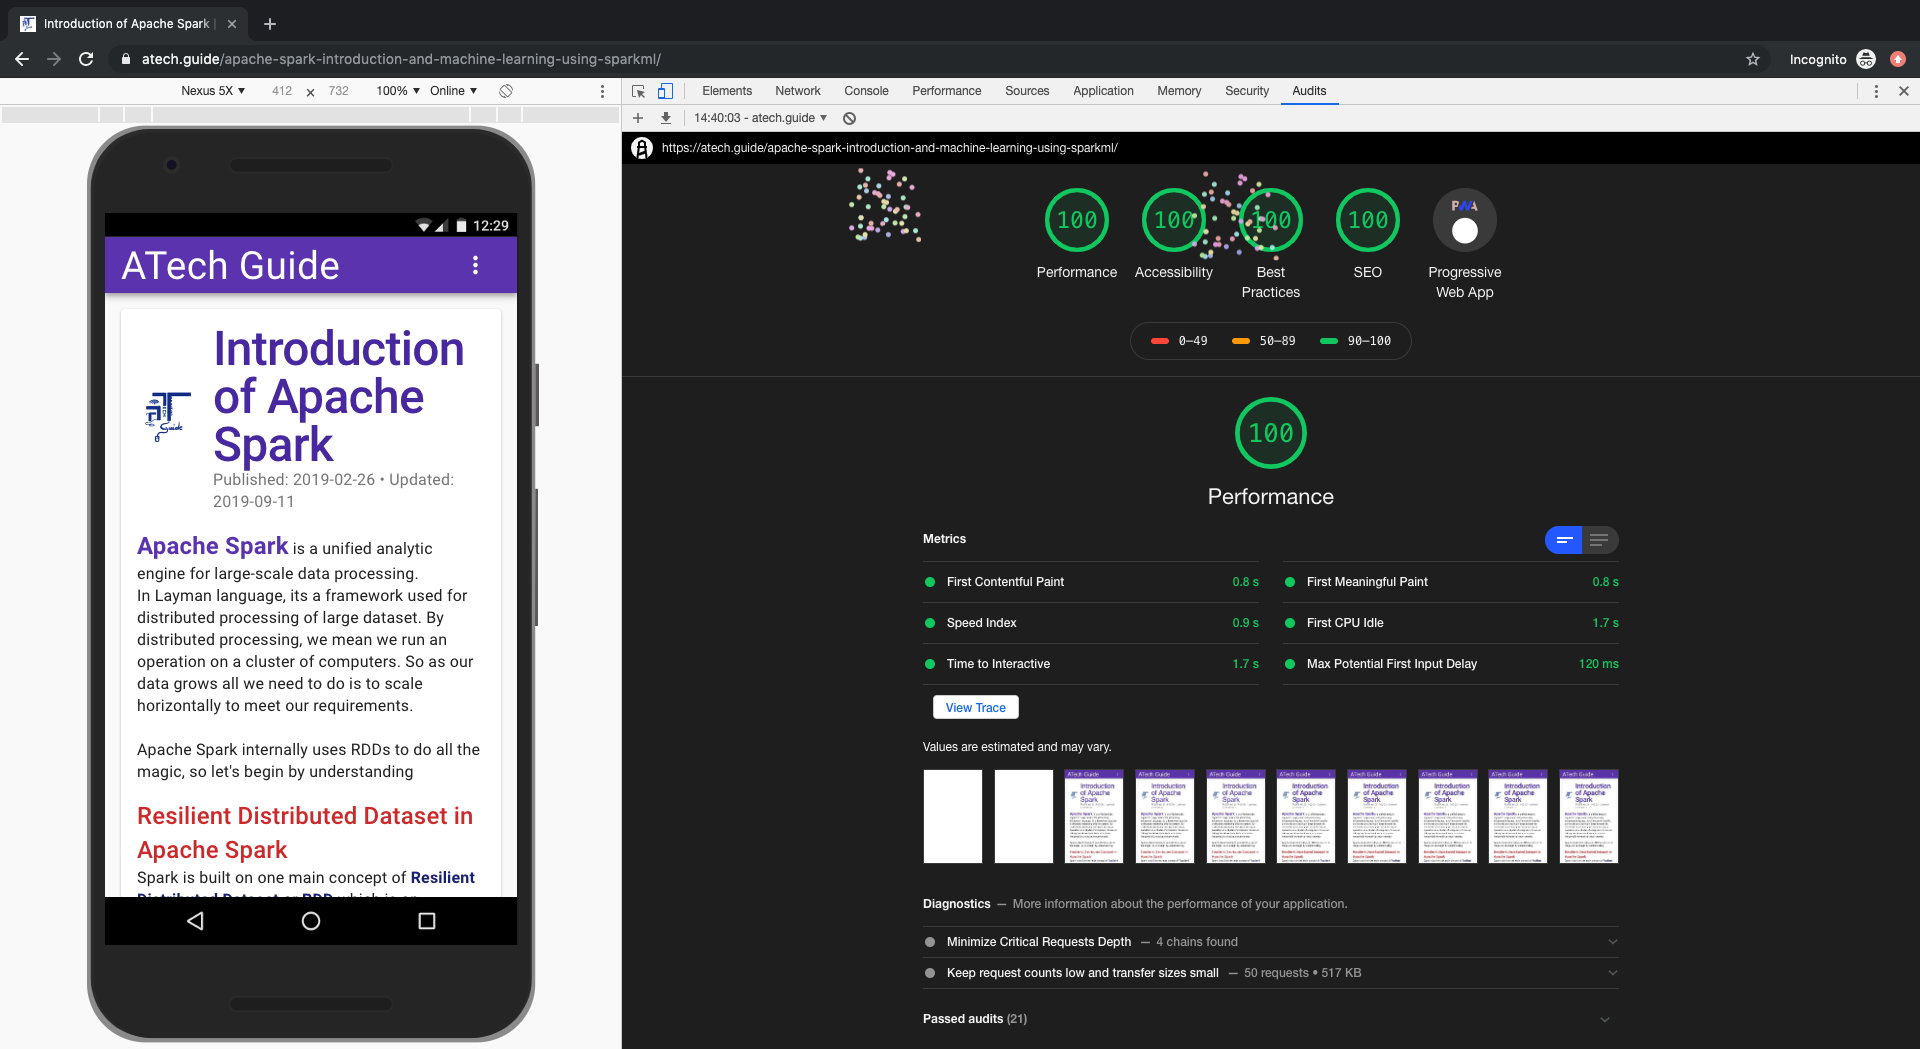 Introduction of Apache Spark |
atech.guide/apache-spark-introduction-and-machine-learning-using-sparkml/
Incognito
Nexus 5X ▼ 412 × 732 100% ▼ Online ▼
Elements Network Console Performance Sources Application Memory Security Audits
14:40:03 - atech.guide ▼
https://atech.guide/apache-spark-introduction-and-machine-learning-using-sparkml/
12:29
ATech Guide
Introduction
of Apache
Spark
Published: 2019-02-26 • Updated:
2019-09-11
Apache Spark is a unified analytic
engine for large-scale data processing.
In Layman language, its a framework used for
distributed processing of large dataset. By
distributed processing, we mean we run an
operation on a cluster of computers. So as our
data grows all we need to do is to scale
horizontally to meet our requirements.
Apache Spark internally uses RDDs to do all the
magic, so let's begin by understanding
Resilient Distributed Dataset in
Apache Spark
Spark is built on one main concept of Resilient
Distributed Dataset or RDD which is an
100 100 100 100 PWA
Performance Accessibility Best Practices SEO Progressive Web App
0–49 50–89 90–100
100
Performance
Metrics
First Contentful Paint 0.8 s First Meaningful Paint 0.8 s
Speed Index 0.9 s First CPU Idle 1.7 s
Time to Interactive 1.7 s Max Potential First Input Delay 120 ms
View Trace
Values are estimated and may vary.
Diagnostics — More information about the performance of your application.
Minimize Critical Requests Depth — 4 chains found
Keep request counts low and transfer sizes small — 50 requests • 517 KB
Passed audits (21)